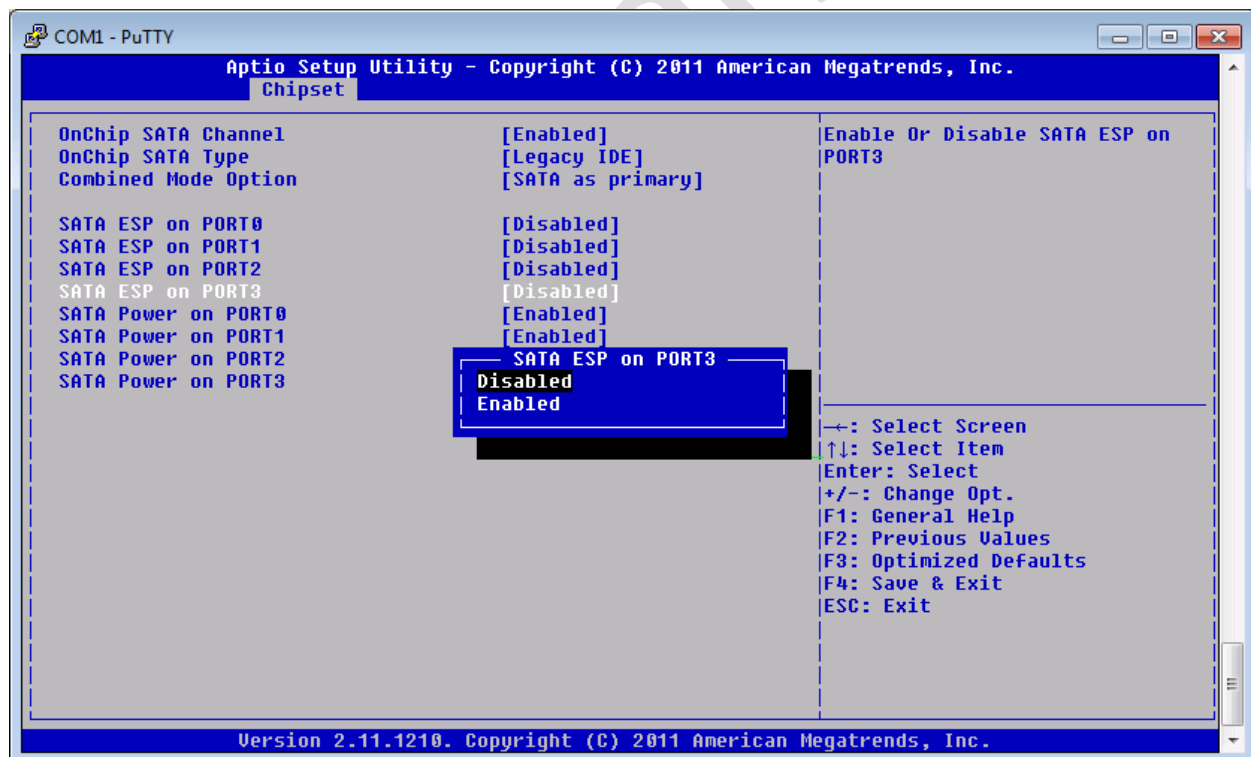 COM1 - PuTTY
Aptio Setup Utility - Copyright (C) 2011 American Megatrends, Inc.
Chipset
OnChip SATA Channel [Enabled]
OnChip SATA Type [Legacy IDE]
Combined Mode Option [SATA as primary]
SATA ESP on PORT0 [Disabled]
SATA ESP on PORT1 [Disabled]
SATA ESP on PORT2 [Disabled]
SATA ESP on PORT3 [Disabled]
SATA Power on PORT0 [Enabled]
SATA Power on PORT1 [Enabled]
SATA Power on PORT2
SATA Power on PORT3
SATA ESP on PORT3
Disabled
Enabled
Enable Or Disable SATA ESP on
PORT3
→←: Select Screen
↑↓: Select Item
Enter: Select
+/-: Change Opt.
F1: General Help
F2: Previous Values
F3: Optimized Defaults
F4: Save & Exit
ESC: Exit
Version 2.11.1210. Copyright (C) 2011 American Megatrends, Inc.